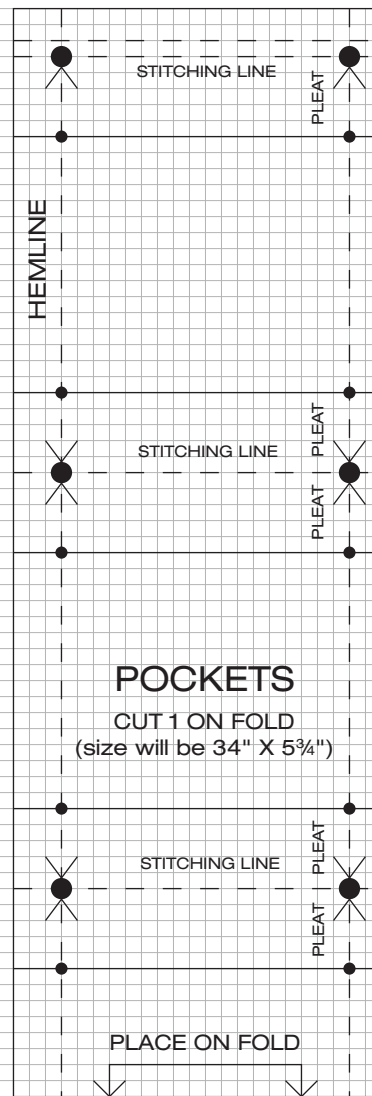 STITCHING LINE
PLEAT
HEMLINE
PLEAT
STITCHING LINE
PLEAT
POCKETS
CUT 1 ON FOLD
(size will be 34" X 5¾")
PLEAT
STITCHING LINE
PLEAT
PLACE ON FOLD